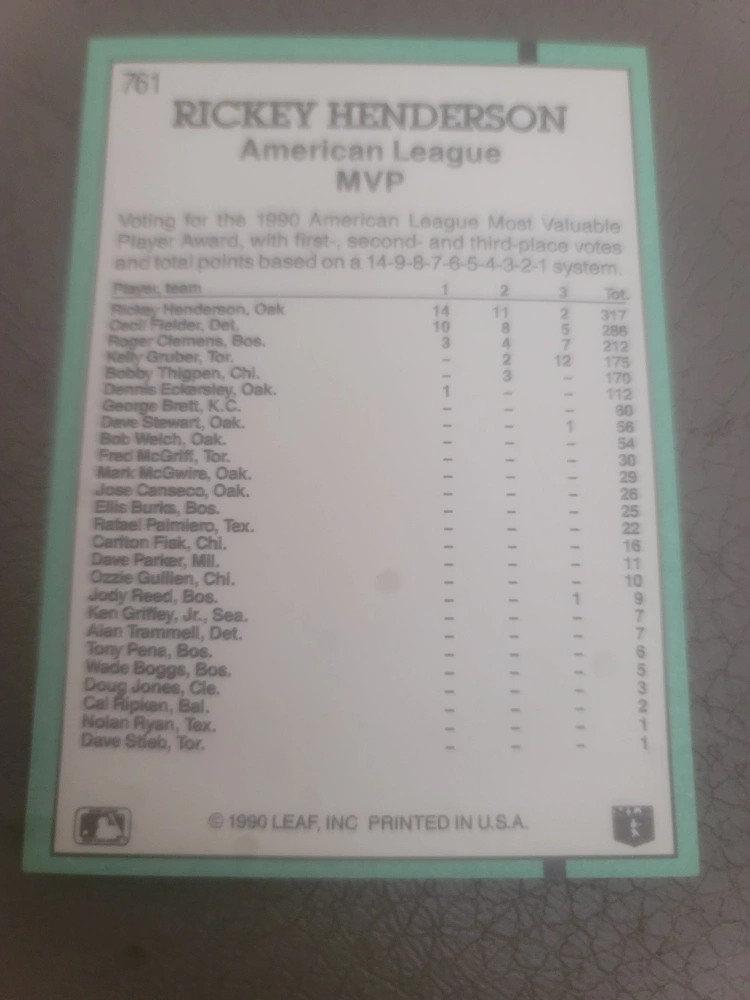 761
RICKEY HENDERSON
American League
MVP
Voting for the 1990 American League Most Valuable
Player Award, with first-, second- and third-place votes
and total points based on a 14-9-8-7-6-5-4-3-2-1 system.
Player, team 1 2 3 Tot.
Rickey Henderson, Oak 14 11 2 317
Cecil Fielder, Det. 10 8 5 286
Roger Clemens, Bos. 3 4 7 212
Kelly Gruber, Tor. – 2 12 175
Bobby Thigpen, Chi. – 3 – 170
Dennis Eckersley, Oak. 1 – – 112
George Brett, K.C. – – – 60
Dave Stewart, Oak. – – 1 56
Bob Welch, Oak. – – – 54
Fred McGriff, Tor. – – – 30
Mark McGwire, Oak. – – – 29
Jose Canseco, Oak. – – – 26
Ellis Burks, Bos. – – – 25
Rafael Palmiero, Tex. – – – 22
Carlton Fisk, Chi. – – – 16
Dave Parker, Mil. – – – 11
Ozzie Guillen, Chi. – – – 10
Jody Reed, Bos. – – 1 9
Ken Griffey, Jr., Sea. – – – 7
Alan Trammell, Det. – – – 7
Tony Pena, Bos. – – – 6
Wade Boggs, Bos. – – – 5
Doug Jones, Cle. – – – 3
Cal Ripken, Bal. – – – 2
Nolan Ryan, Tex. – – – 1
Dave Stieb, Tor. – – – 1
© 1990 LEAF, INC PRINTED IN U.S.A.